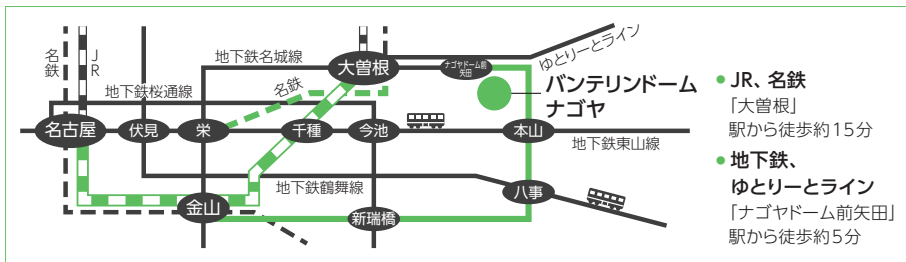 名鉄
JR
地下鉄名城線
大曽根
ナゴヤドーム前
矢田
ゆとりーとライン
名鉄
地下鉄桜通線
バンテリンドーム
ナゴヤ
名古屋
伏見
栄
千種
今池
本山
地下鉄東山線
地下鉄鶴舞線
八事
金山
新瑞橋
● JR、名鉄
「大曽根」
駅から徒歩約15分
● 地下鉄、
ゆとりーとライン
「ナゴヤドーム前矢田」
駅から徒歩約5分